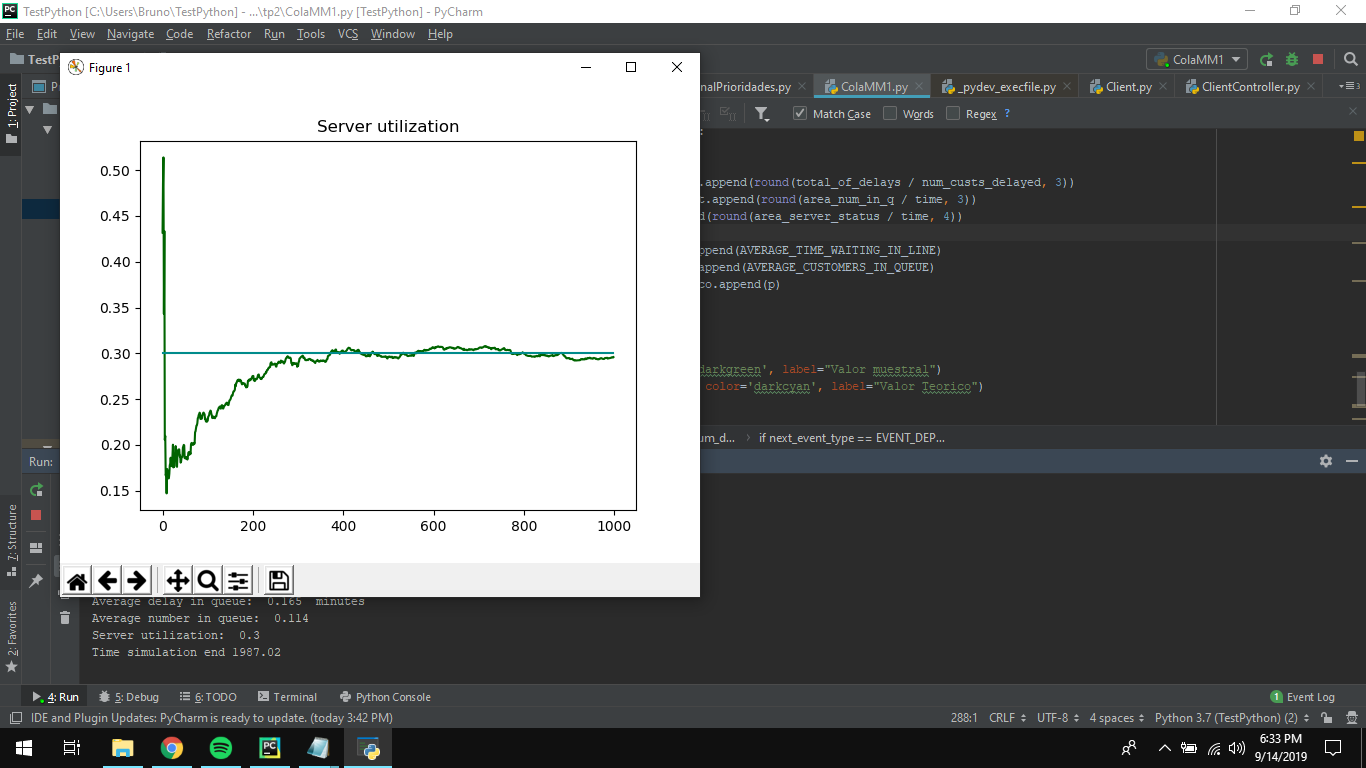 TestPython [C:\Users\Bruno\TestPython] - ...\tp2\ColaMM1.py [TestPython] - PyCharm
File Edit View Navigate Code Refactor Run Tools VCS Window Help
TestP
ColaMM1
Figure 1
nalPrioridades.py ColaMM1.py _pydev_execfile.py Client.py ClientController.py
Match Case Words Regex ?
1: Project
Server utilization
0.50
0.45
0.40
0.35
0.30
0.25
0.20
0.15
0 200 400 600 800 1000
:
.append(round(total_of_delays / num_custs_delayed, 3))
t.append(round(area_num_in_q / time, 3))
d(round(area_server_status / time, 4))
append(AVERAGE_TIME_WAITING_IN_LINE)
append(AVERAGE_CUSTOMERS_IN_QUEUE)
co.append(p)
darkgreen', label="Valor muestral")
color='darkcyan', label="Valor Teorico")
um_d... if next_event_type == EVENT_DEP...
Run:
7: Structure
2: Favorites
Average delay in queue: 0.165 minutes
Average number in queue: 0.114
Server utilization: 0.3
Time simulation end 1987.02
4: Run 5: Debug 6: TODO Terminal Python Console 1 Event Log
IDE and Plugin Updates: PyCharm is ready to update. (today 3:42 PM) 288:1 CRLF UTF-8 4 spaces Python 3.7 (TestPython) (2)
6:33 PM
9/14/2019